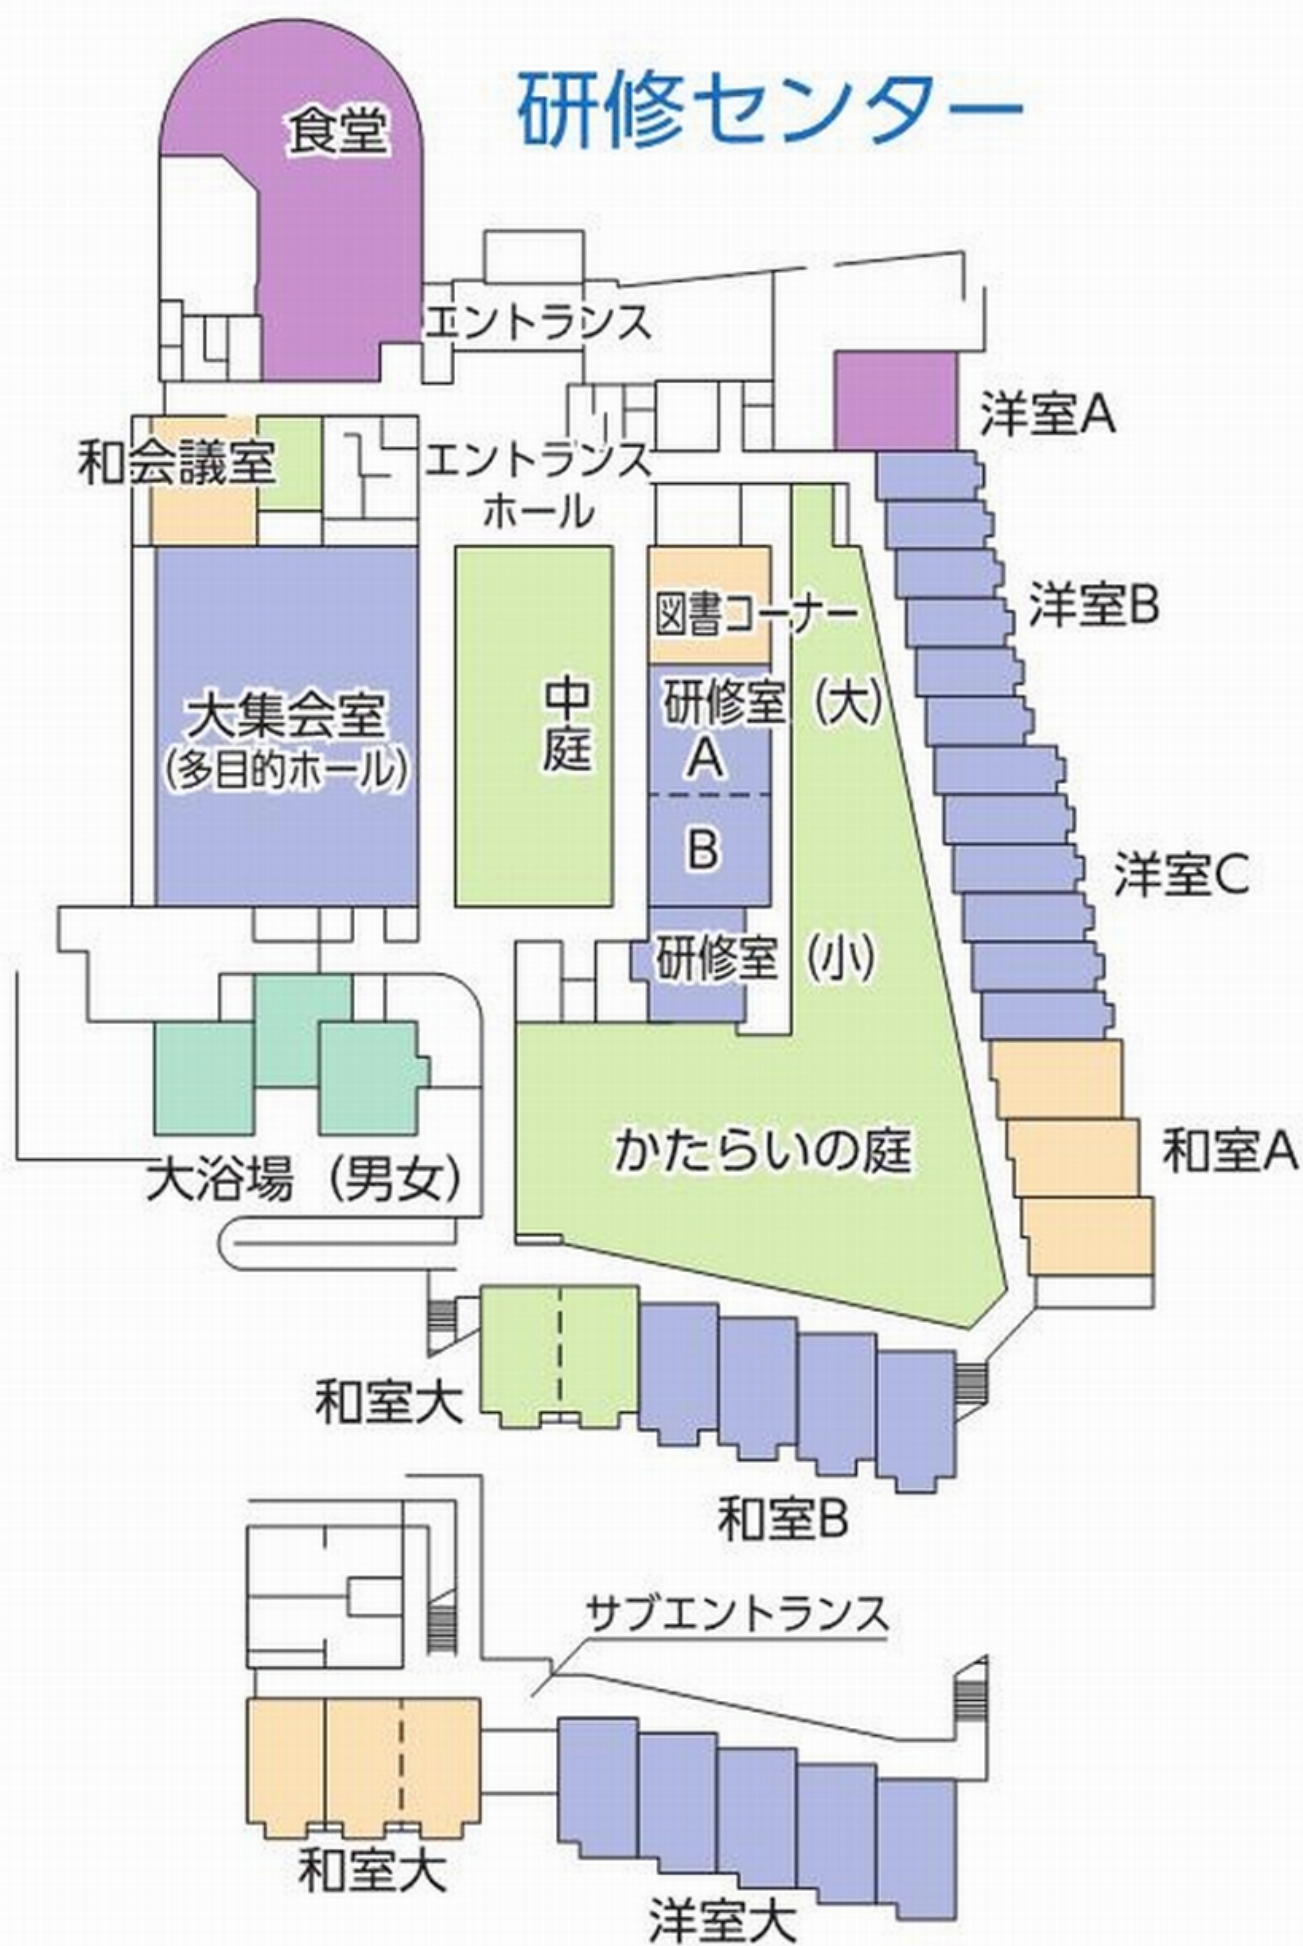 研修センター
食堂
エントランス
洋室A
和会議室
エントランス
ホール
洋室B
図書コーナー
大集会室
(多目的ホール)
中庭
研修室（大）
A
B
洋室C
研修室（小）
かたらいの庭
和室A
大浴場（男女）
和室大
和室B
サブエントランス
和室大
洋室大